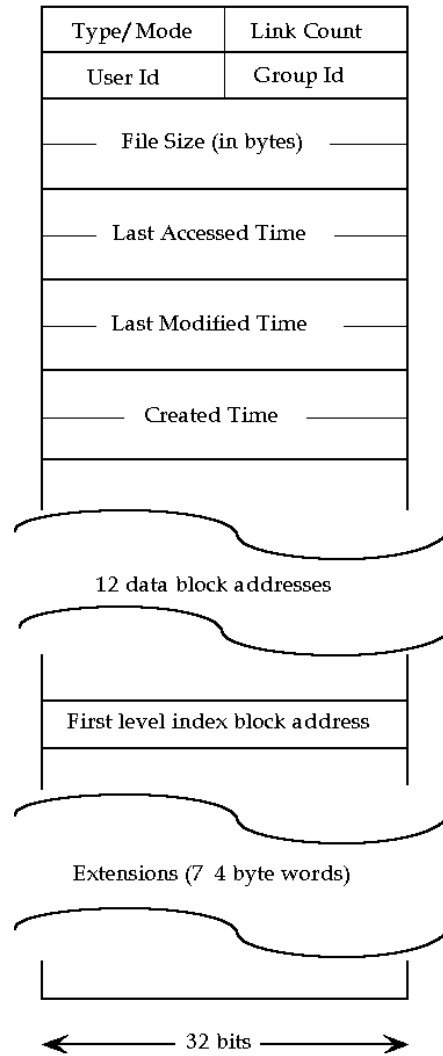 Type/Mode Link Count
User Id Group Id
File Size (in bytes)
Last Accessed Time
Last Modified Time
Created Time
12 data block addresses
First level index block address
Extensions (7 4 byte words)
32 bits